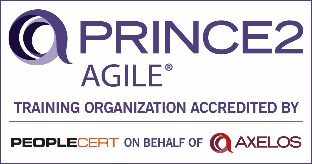 PRINCE2
AGILE®
TRAINING ORGANIZATION ACCREDITED BY
PEOPLECERT ON BEHALF OF AXELOS